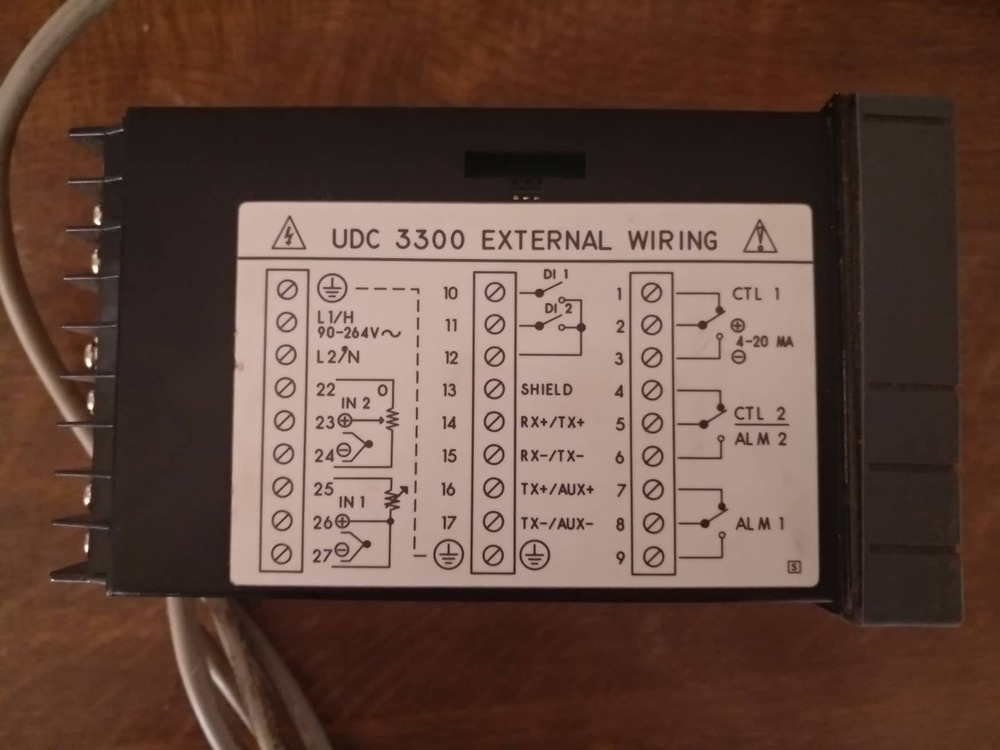 UDC 3300 EXTERNAL WIRING
L1/H
90-264V~
L2/N
22 O
IN 2
23 ⊕
24 ⊖
25
IN 1
26 ⊕
27 ⊖
10 DI 1
11 DI 2
12
13 SHIELD
14 RX+/TX+
15 RX-/TX-
16 TX+/AUX+
17 TX-/AUX-
1 CTL 1
2 ⊕
4-20 MA
3 ⊖
4
5 CTL 2
ALM 2
6
7
8 ALM 1
9
S